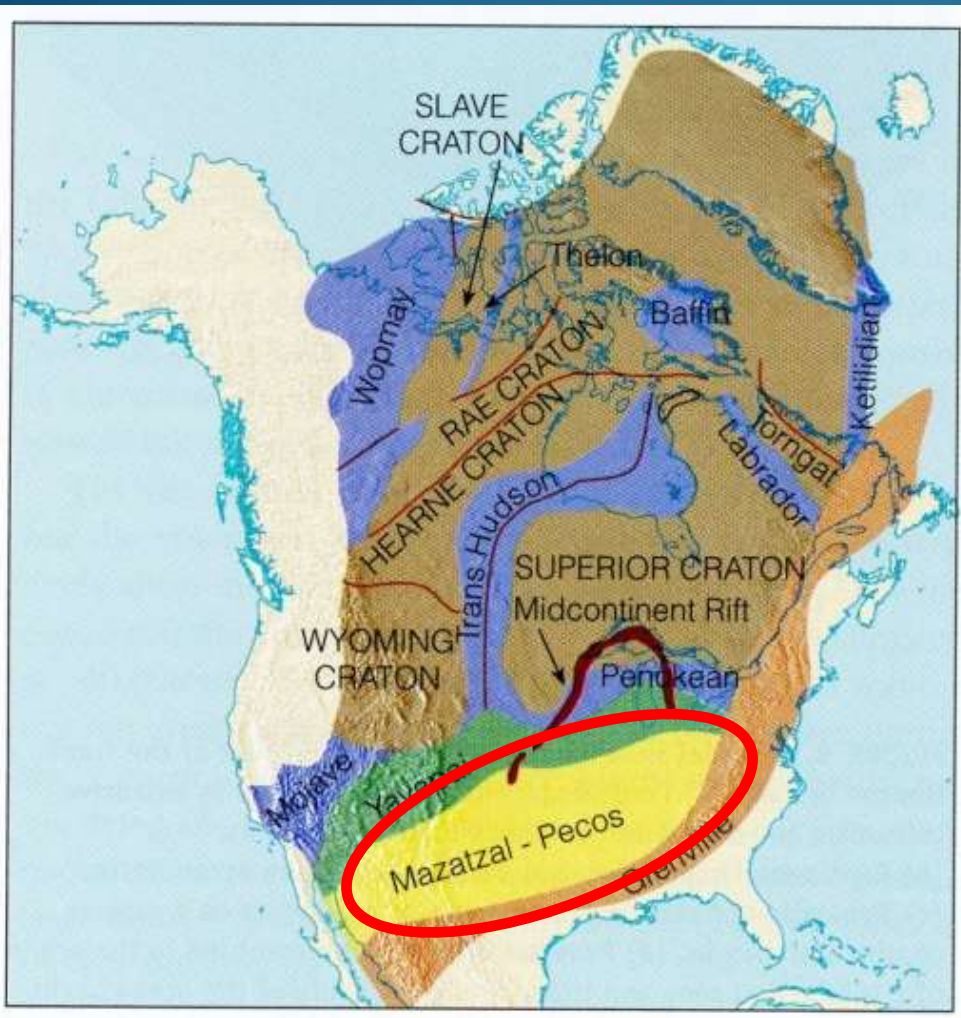 SLAVE
CRATON
Thelon
Baffin
Wopmay
Ketilidian
RAE CRATON
HEARNE CRATON
Torngat
Labrador
Trans Hudson
SUPERIOR CRATON
Midcontinent Rift
WYOMING
CRATON
Penokean
Mojave
Yavapai
Mazatzal - Pecos
Grenville